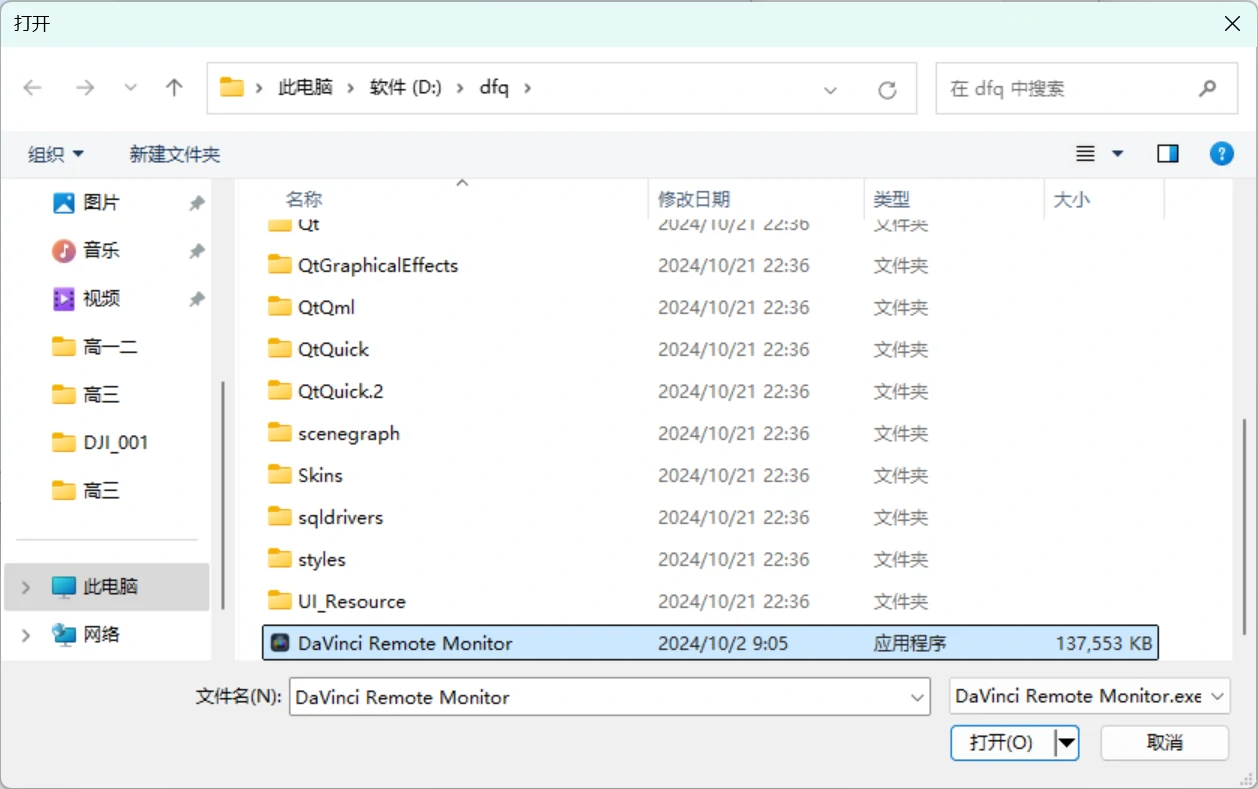 打开
此电脑 > 软件 (D:) > dfq >
在 dfq 中搜索
组织 新建文件夹
名称 修改日期 类型 大小
图片
音乐
视频
高一二
高三
DJI_001
高三
此电脑
网络
Qt 2024/10/21 22:36 文件夹
QtGraphicalEffects 2024/10/21 22:36 文件夹
QtQml 2024/10/21 22:36 文件夹
QtQuick 2024/10/21 22:36 文件夹
QtQuick.2 2024/10/21 22:36 文件夹
scenegraph 2024/10/21 22:36 文件夹
Skins 2024/10/21 22:36 文件夹
sqldrivers 2024/10/21 22:36 文件夹
styles 2024/10/21 22:36 文件夹
UI_Resource 2024/10/21 22:36 文件夹
DaVinci Remote Monitor 2024/10/2 9:05 应用程序 137,553 KB
文件名(N): DaVinci Remote Monitor DaVinci Remote Monitor.exe
打开(O) 取消